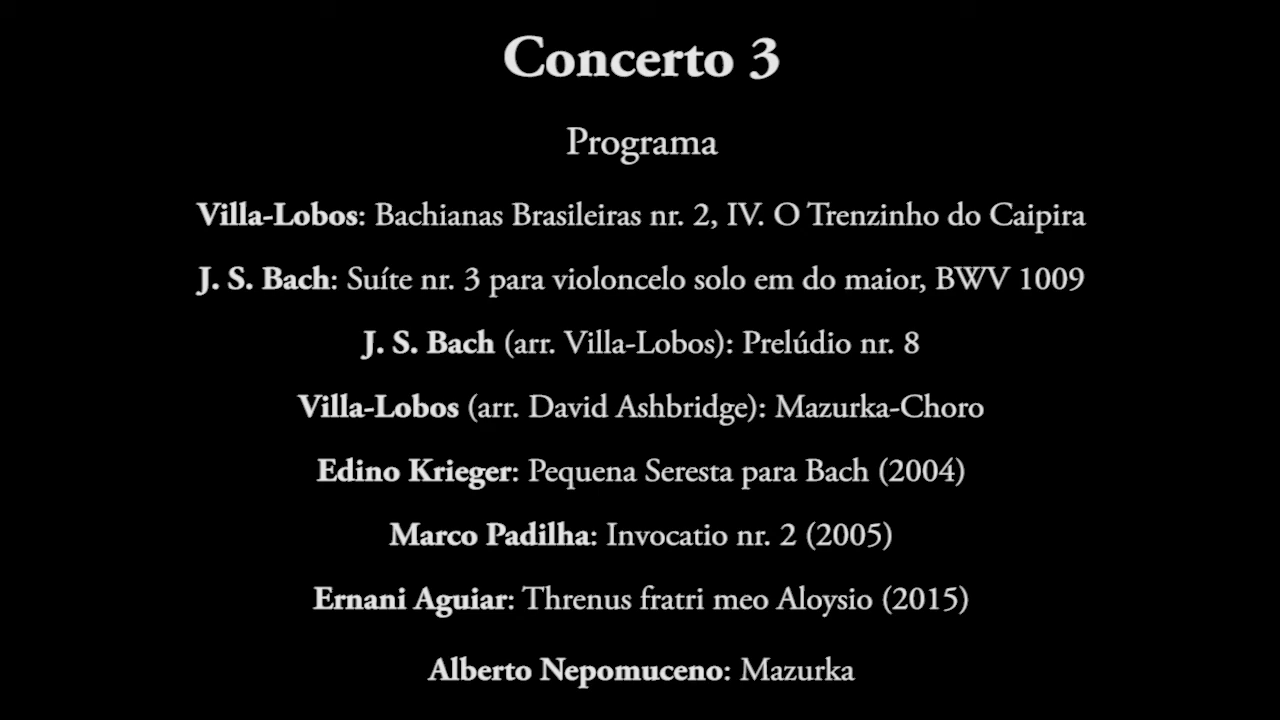 Concerto 3
Programa
Villa-Lobos: Bachianas Brasileiras nr. 2, IV. O Trenzinho do Caipira
J. S. Bach: Suíte nr. 3 para violoncelo solo em do maior, BWV 1009
J. S. Bach (arr. Villa-Lobos): Prelúdio nr. 8
Villa-Lobos (arr. David Ashbridge): Mazurka-Choro
Edino Krieger: Pequena Seresta para Bach (2004)
Marco Padilha: Invocatio nr. 2 (2005)
Ernani Aguiar: Threnus fratri meo Aloysio (2015)
Alberto Nepomuceno: Mazurka